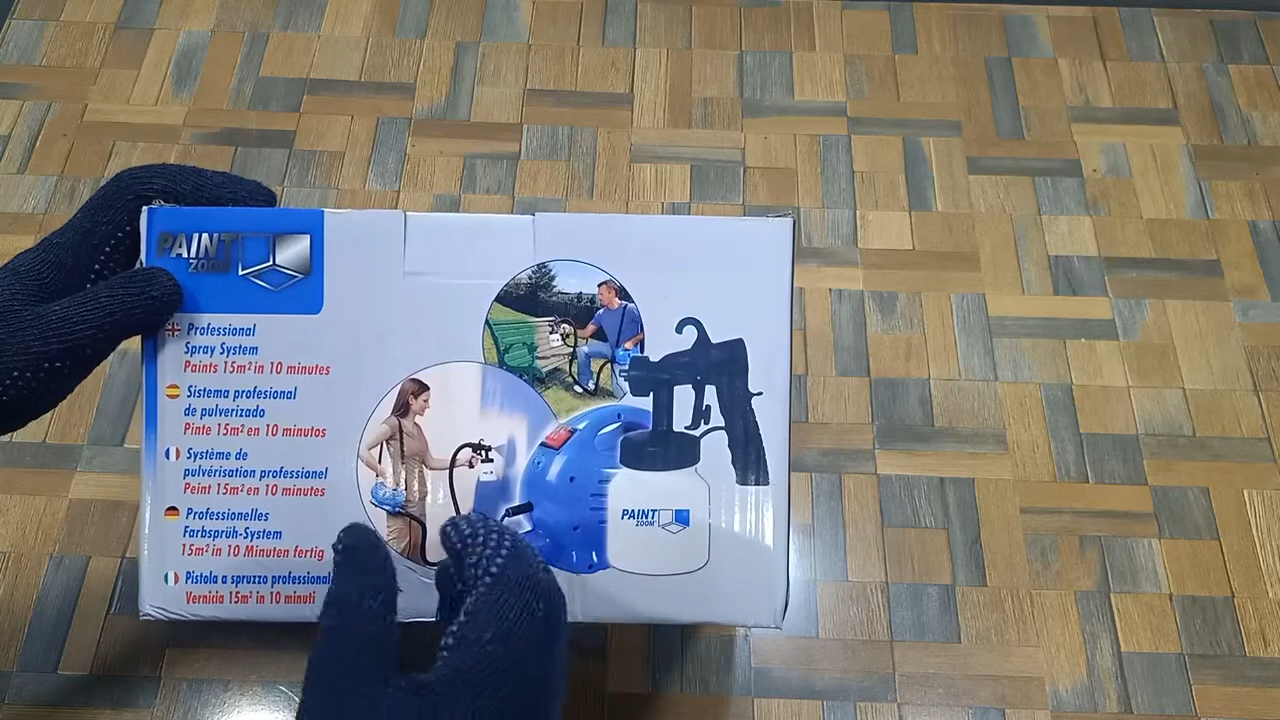 PAINT
ZOOM
Professional
Spray System
Paints 15m² in 10 minutes
Sistema profesional
de pulverizado
Pinte 15m² en 10 minutos
Système de
pulvérisation professionel
Peint 15m² en 10 minutes
Professionelles
Farbsprüh-System
15m² in 10 Minuten fertig
Pistola a spruzzo professional
Vernicia 15m² in 10 minuti
PAINT
ZOOM